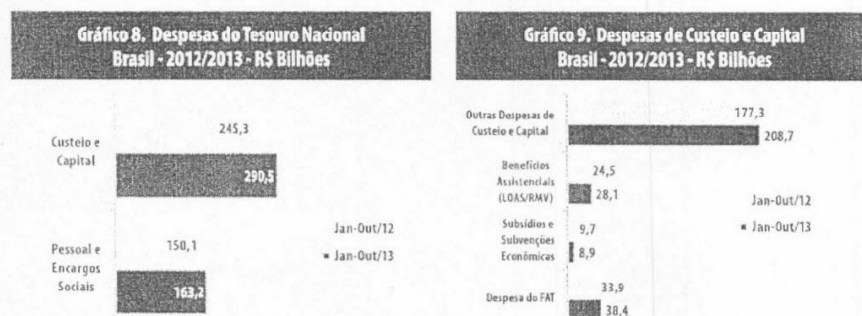 Gráfico 8. Despesas do Tesouro Nacional
Brasil - 2012/2013 - R$ Bilhões
Custeio e
Capital
245,3
290,5
Pessoal e
Encargos
Sociais
150,1
163,2
Jan-Out/12
Jan-Out/13
Gráfico 9. Despesas de Custeio e Capital
Brasil - 2012/2013 - R$ Bilhões
Outras Despesas de
Custeio e Capital
177,3
208,7
Benefícios
Assistenciais
(LOAS/RMV)
24,5
28,1
Subsídios e
Subvenções
Econômicas
9,7
8,9
Despesa do FAT
33,9
38,4
Jan-Out/12
Jan-Out/13